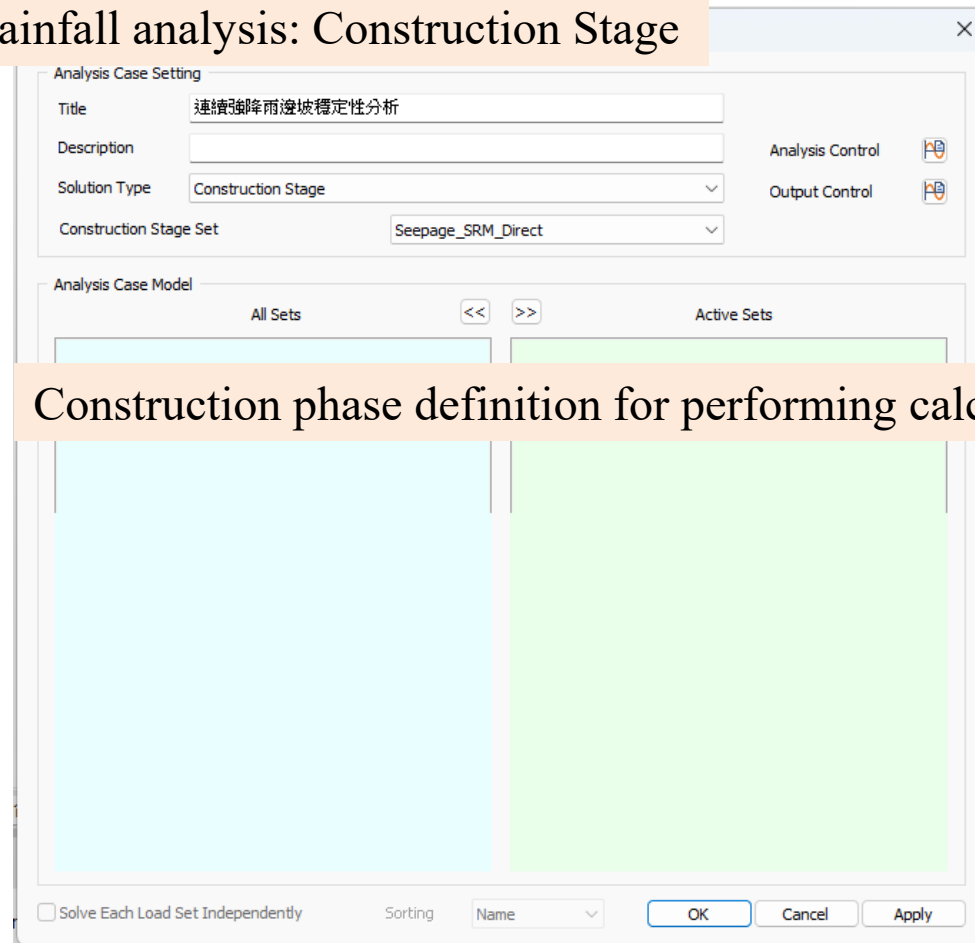 ainfall analysis: Construction Stage
Analysis Case Setting
Title 連續強降雨邊坡穩定性分析
Description Analysis Control
Solution Type Construction Stage Output Control
Construction Stage Set Seepage_SRM_Direct
Analysis Case Model
All Sets << >> Active Sets
Construction phase definition for performing calc
Solve Each Load Set Independently Sorting Name OK Cancel Apply